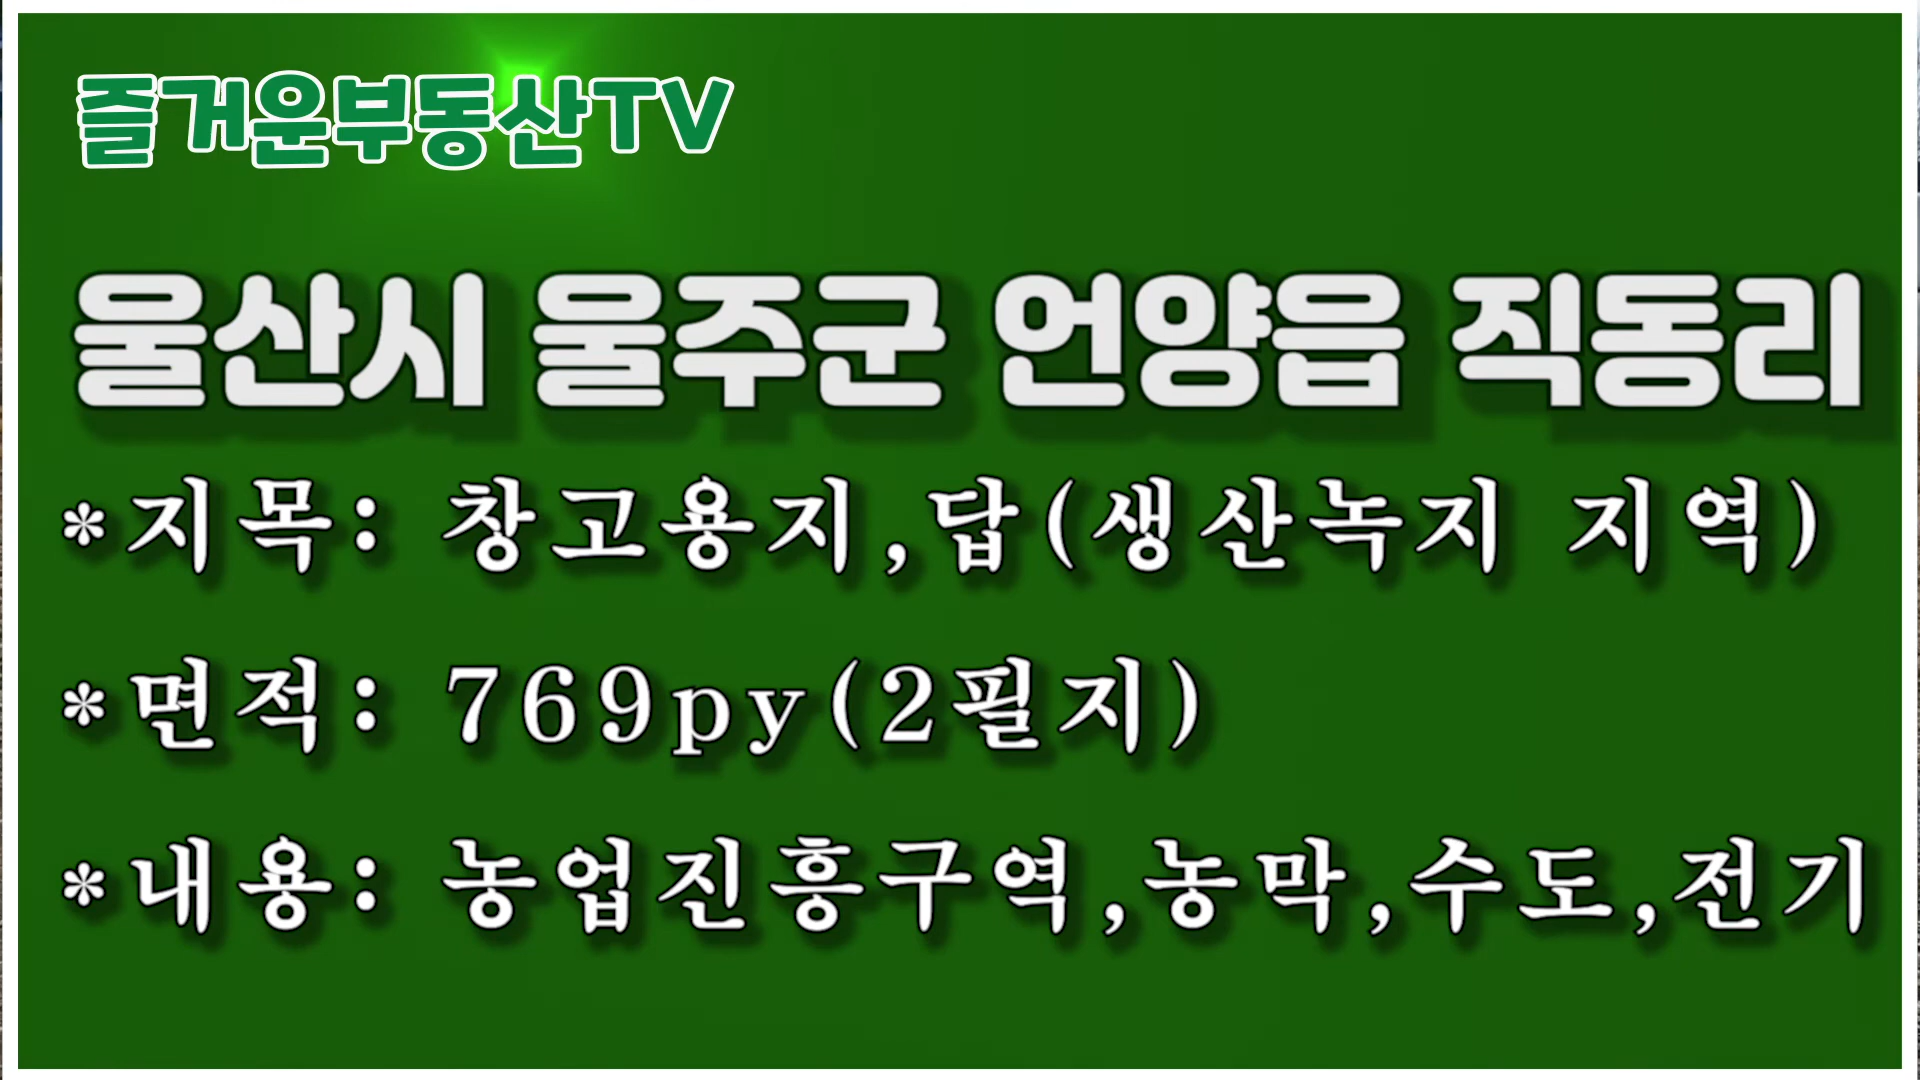 즐거운부동산TV
울산시 울주군 언양읍 직동리
*지목: 창고용지,답(생산녹지 지역)
*면적: 769py(2필지)
*내용: 농업진흥구역,농막,수도,전기